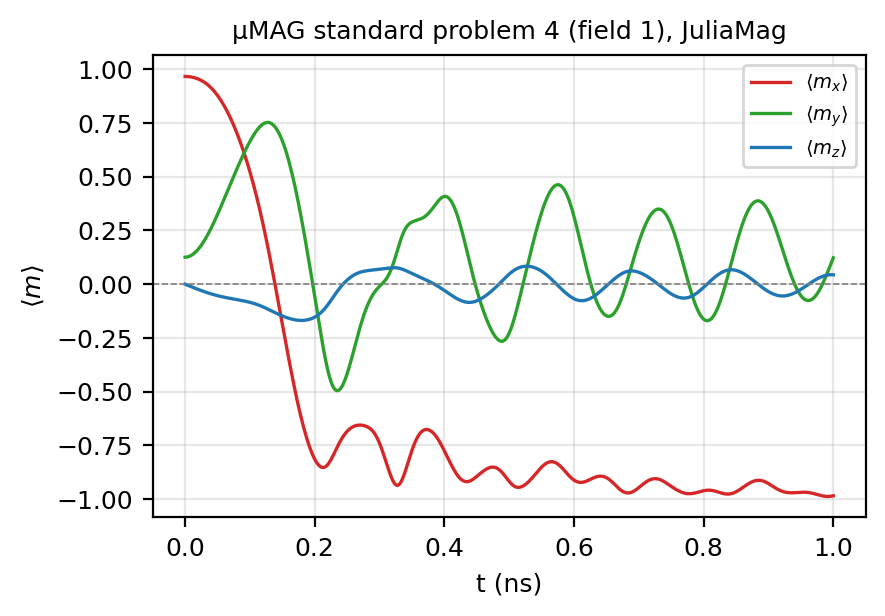 μMAG standard problem 4 (field 1), JuliaMag
1.00
0.75
0.50
0.25
0.00
−0.25
−0.50
−0.75
−1.00
⟨m⟩
⟨mₓ⟩
⟨m_y⟩
⟨m_z⟩
0.0 0.2 0.4 0.6 0.8 1.0
t (ns)